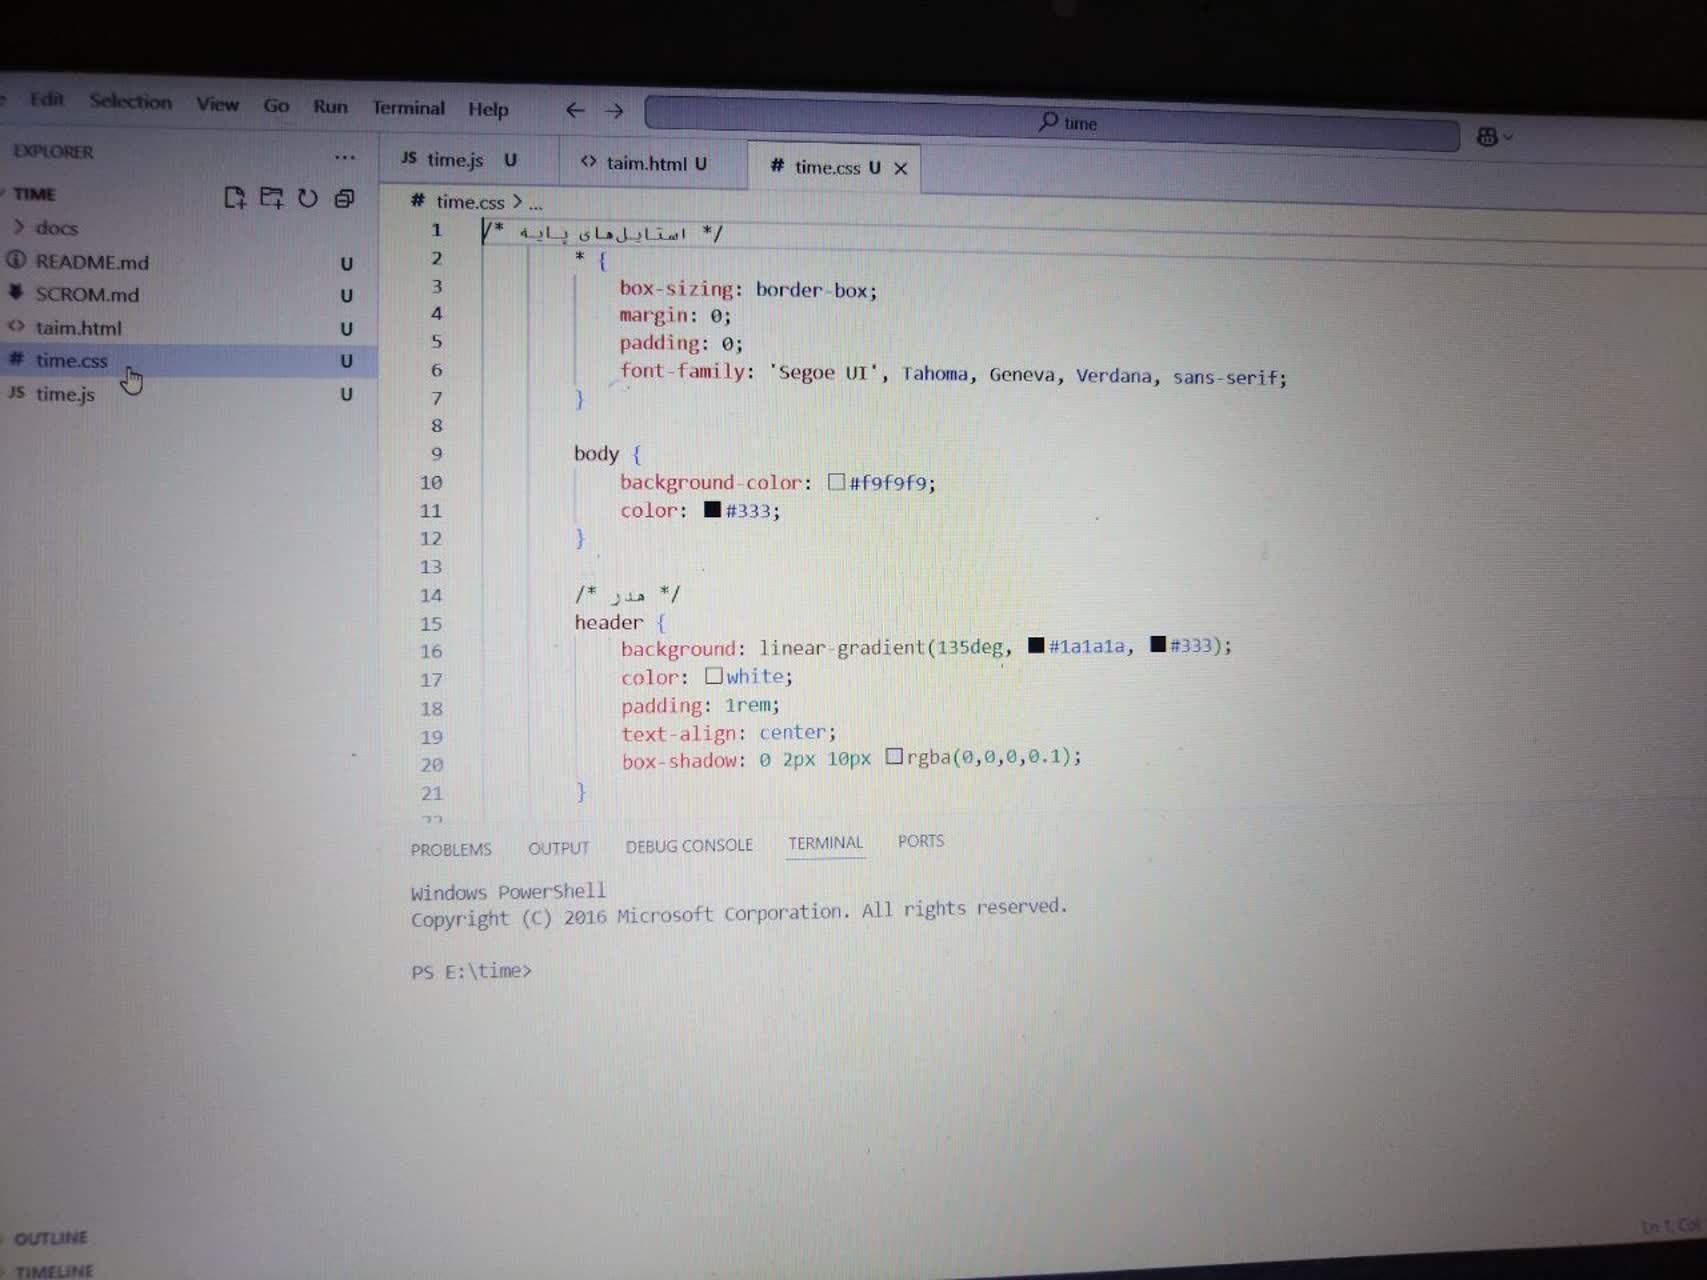 Edit Selection View Go Run Terminal Help ← → time
EXPLORER ...
TIME
docs
README.md U
SCROM.md U
taim.html U
# time.css U
JS time.js U
JS time.js U <> taim.html U # time.css U ×
# time.css > ...
1 /* استایل‌های پایه */
2 * {
3 box-sizing: border-box;
4 margin: 0;
5 padding: 0;
6 font-family: 'Segoe UI', Tahoma, Geneva, Verdana, sans-serif;
7 }
8
9 body {
10 background-color: #f9f9f9;
11 color: #333;
12 }
13
14 /* هدر */
15 header {
16 background: linear-gradient(135deg, #1a1a1a, #333);
17 color: white;
18 padding: 1rem;
19 text-align: center;
20 box-shadow: 0 2px 10px rgba(0,0,0,0.1);
21 }
22
PROBLEMS OUTPUT DEBUG CONSOLE TERMINAL PORTS
Windows PowerShell
Copyright (C) 2016 Microsoft Corporation. All rights reserved.
PS E:\time>
OUTLINE
TIMELINE
Ln 1, Col